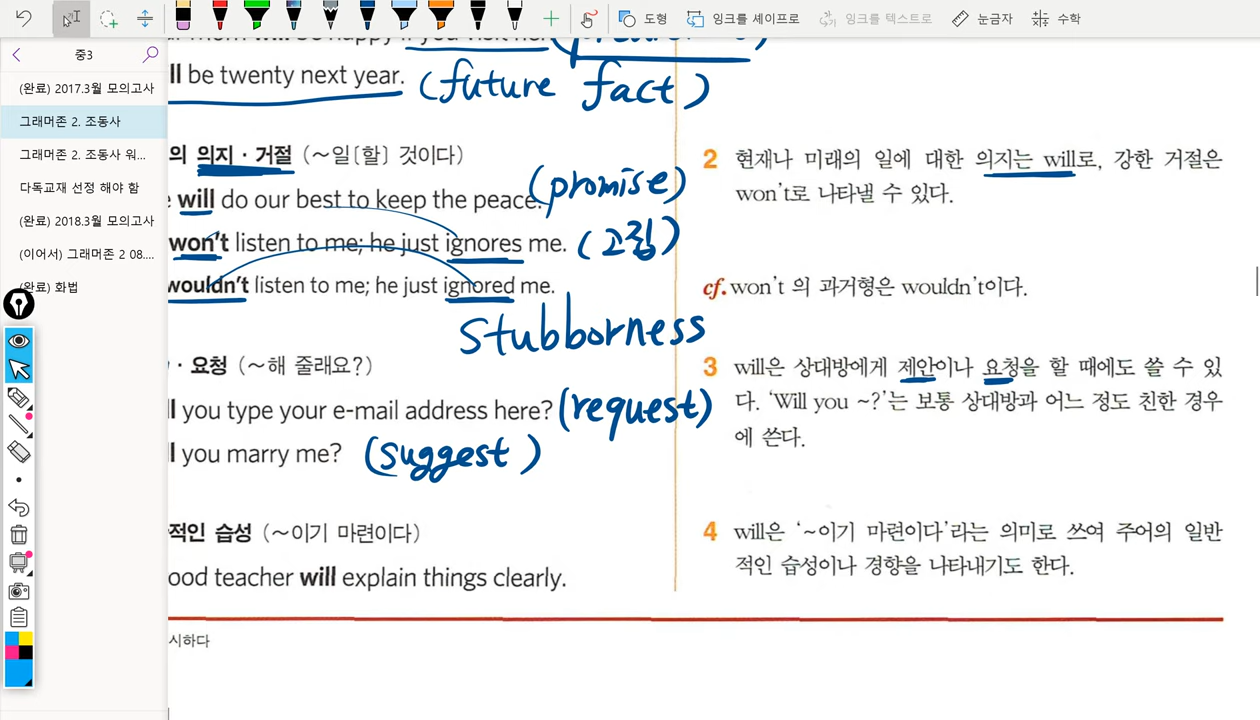 도형
잉크를 셰이프로
잉크를 텍스트로
눈금자
수학
중3
(완료) 2017.3월 모의고사
그래머존 2. 조동사
그래머존 2. 조동사 워...
다독교재 선정 해야 함
(완료) 2018.3월 모의고사
(이어서) 그래머존 2 08....
(완료) 화법
ll be twenty next year. (future fact)
의 의지·거절 (~일〔할〕 것이다)
will do our best to keep the peace. (promise)
won't listen to me; he just ignores me. (고집)
wouldn't listen to me; he just ignored me.
stubborness
· 요청 (~해 줄래요?)
ll you type your e-mail address here? (request)
ll you marry me? (suggest)
적인 습성 (~이기 마련이다)
ood teacher will explain things clearly.
시하다
2 현재나 미래의 일에 대한 의지는 will로, 강한 거절은
won't로 나타낼 수 있다.
cf. won't 의 과거형은 wouldn't이다.
3 will은 상대방에게 제안이나 요청을 할 때에도 쓸 수 있
다. 'Will you ~?'는 보통 상대방과 어느 정도 친한 경우
에 쓴다.
4 will은 '~이기 마련이다'라는 의미로 쓰여 주어의 일반
적인 습성이나 경향을 나타내기도 한다.